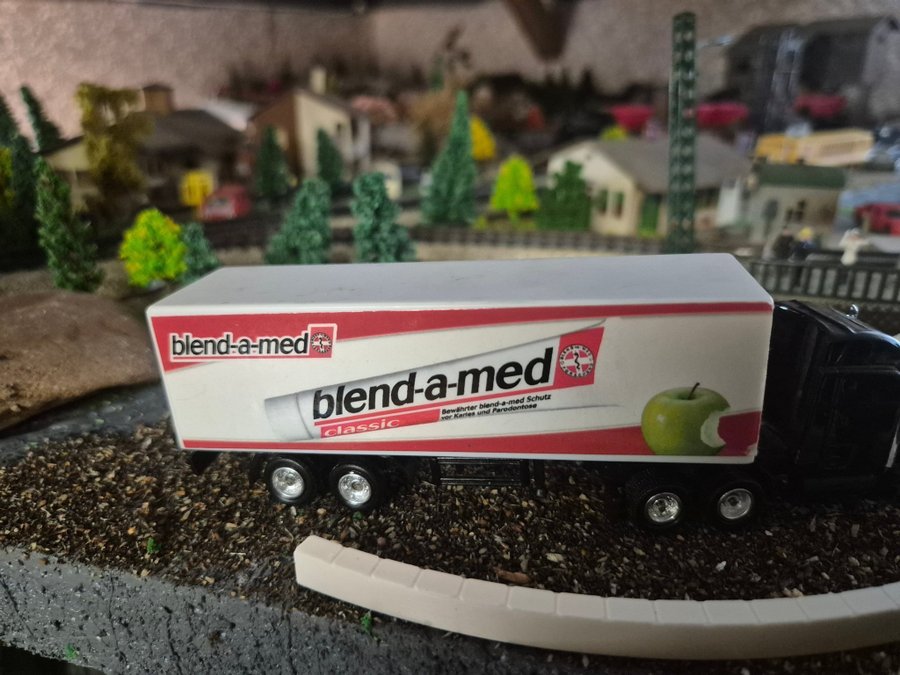 blend-a-med
blend-a-med
classic
Bewährter blend-a-med Schutz
vor Karies und Parodontose